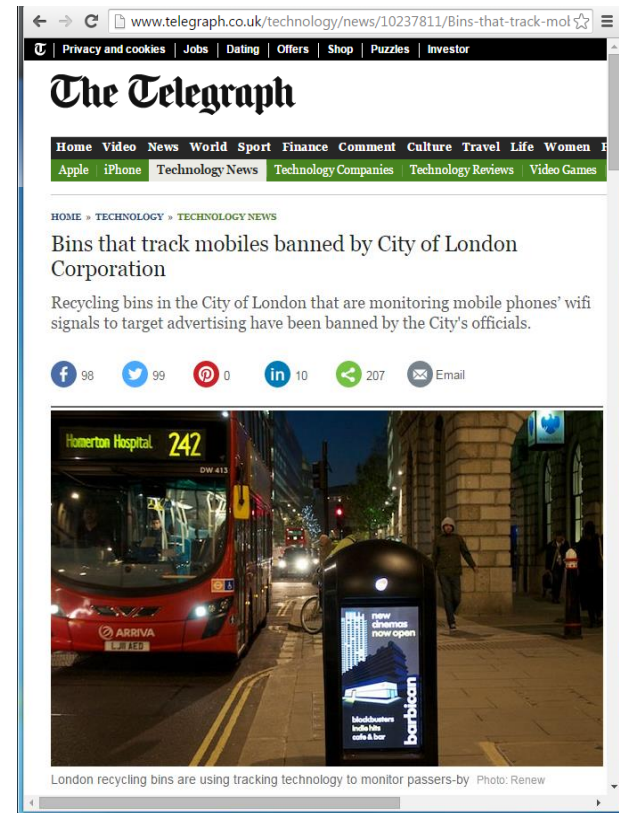 www.telegraph.co.uk/technology/news/10237811/Bins-that-track-mol
Privacy and cookies | Jobs | Dating | Offers | Shop | Puzzles | Investor
The Telegraph
Home Video News World Sport Finance Comment Culture Travel Life Women
Apple | iPhone Technology News Technology Companies | Technology Reviews | Video Games
HOME » TECHNOLOGY » TECHNOLOGY NEWS
Bins that track mobiles banned by City of London
Corporation
Recycling bins in the City of London that are monitoring mobile phones’ wifi
signals to target advertising have been banned by the City's officials.
98 99 0 in 10 207 Email
Homerton Hospital 242
DW 413
ARRIVA
LJ11 AED
new
cinemas
now open
blockbusters
indie hits
cafe & bar
barbican
London recycling bins are using tracking technology to monitor passers-by Photo: Renew